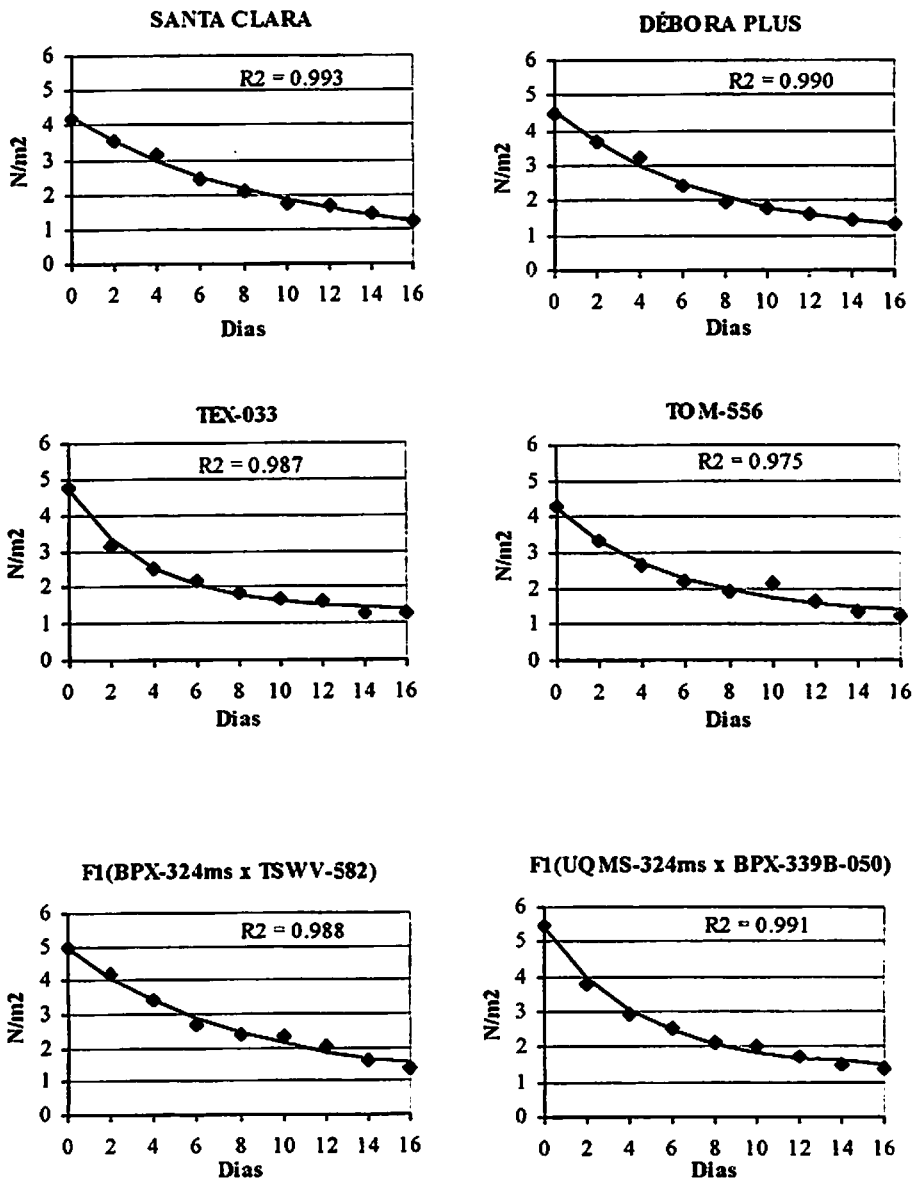 SANTA CLARA
6
5
4
3
2
1
0
N/m2
R2 = 0.993
0 2 4 6 8 10 12 14 16
Dias
DÉBORA PLUS
6
5
4
3
2
1
0
N/m2
R2 = 0.990
0 2 4 6 8 10 12 14 16
Dias
TEX-033
6
5
4
3
2
1
0
N/m2
R2 = 0.987
0 2 4 6 8 10 12 14 16
Dias
TOM-556
6
5
4
3
2
1
0
N/m2
R2 = 0.975
0 2 4 6 8 10 12 14 16
Dias
F1(BPX-324ms x TSWV-582)
6
5
4
3
2
1
0
N/m2
R2 = 0.988
0 2 4 6 8 10 12 14 16
Dias
F1(UQMS-324ms x BPX-339B-050)
6
5
4
3
2
1
0
N/m2
R2 = 0.991
0 2 4 6 8 10 12 14 16
Dias